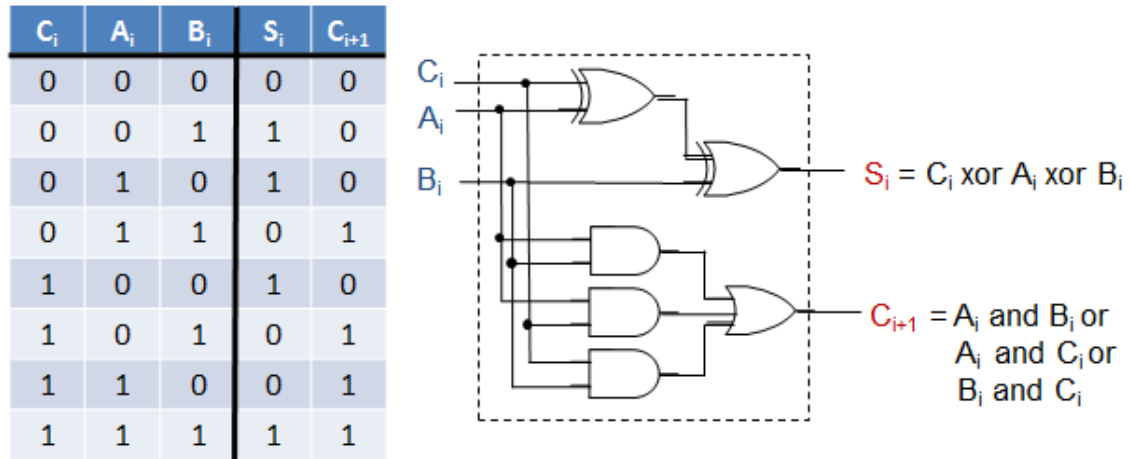 Cᵢ Aᵢ Bᵢ Sᵢ Cᵢ₊₁
0 0 0 0 0
0 0 1 1 0
0 1 0 1 0
0 1 1 0 1
1 0 0 1 0
1 0 1 0 1
1 1 0 0 1
1 1 1 1 1
Cᵢ
Aᵢ
Bᵢ
Sᵢ = Cᵢ xor Aᵢ xor Bᵢ
Cᵢ₊₁ = Aᵢ and Bᵢ or
Aᵢ and Cᵢ or
Bᵢ and Cᵢ